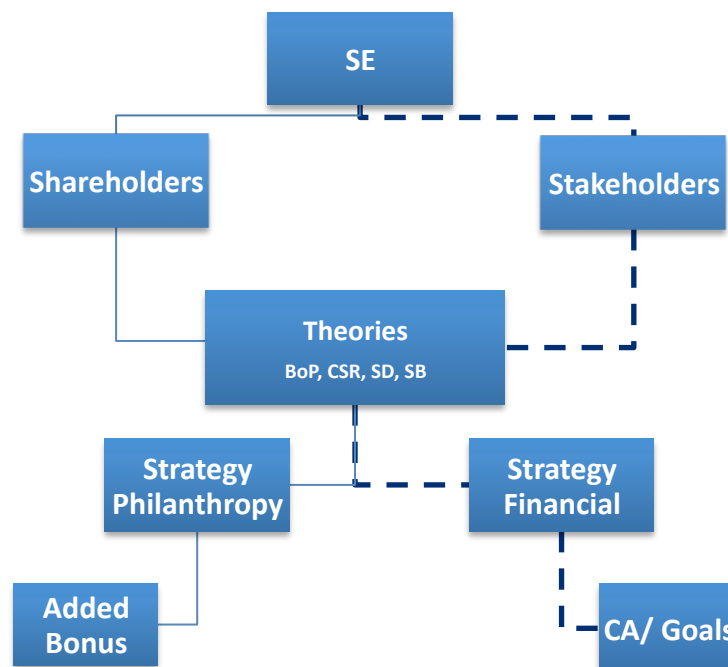 SE
Shareholders
Stakeholders
Theories
BoP, CSR, SD, SB
Strategy
Philanthropy
Strategy
Financial
Added
Bonus
CA/ Goals